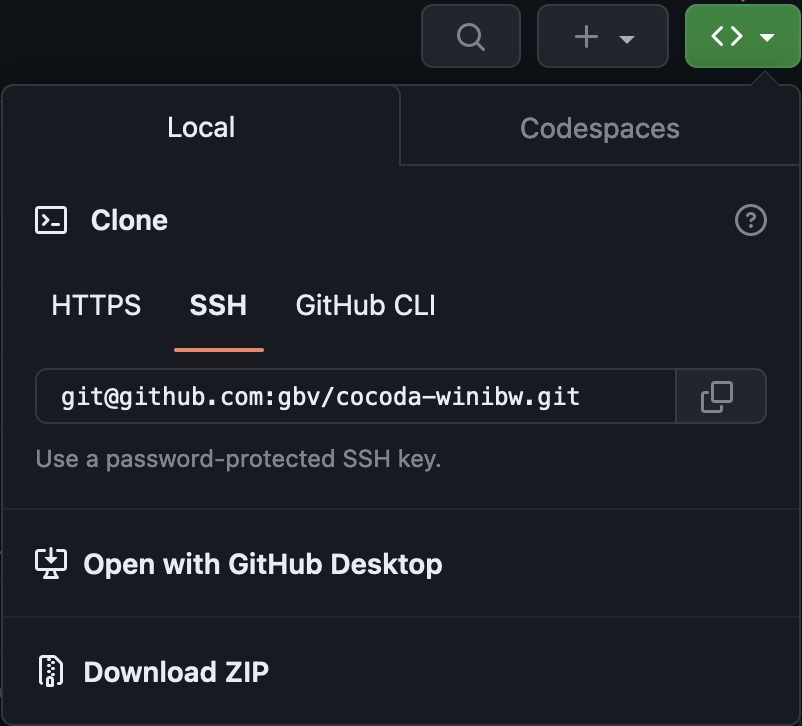 Local Codespaces
Clone
HTTPS SSH GitHub CLI
git@github.com:gbv/cocoda-winibw.git
Use a password-protected SSH key.
Open with GitHub Desktop
Download ZIP